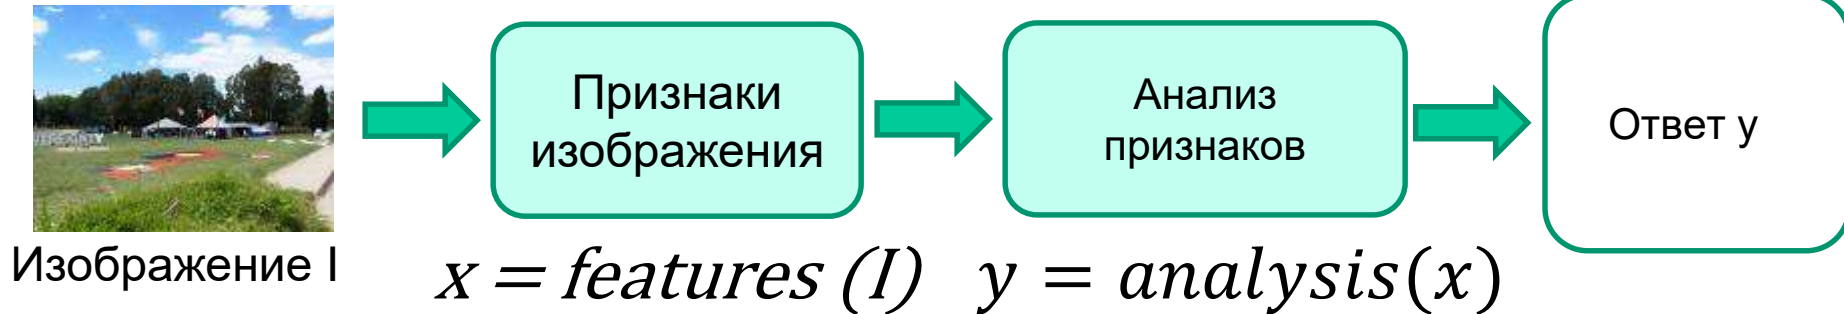 Признаки
изображения
Анализ
признаков
Ответ y
Изображение I
x = features (I)
y = analysis(x)